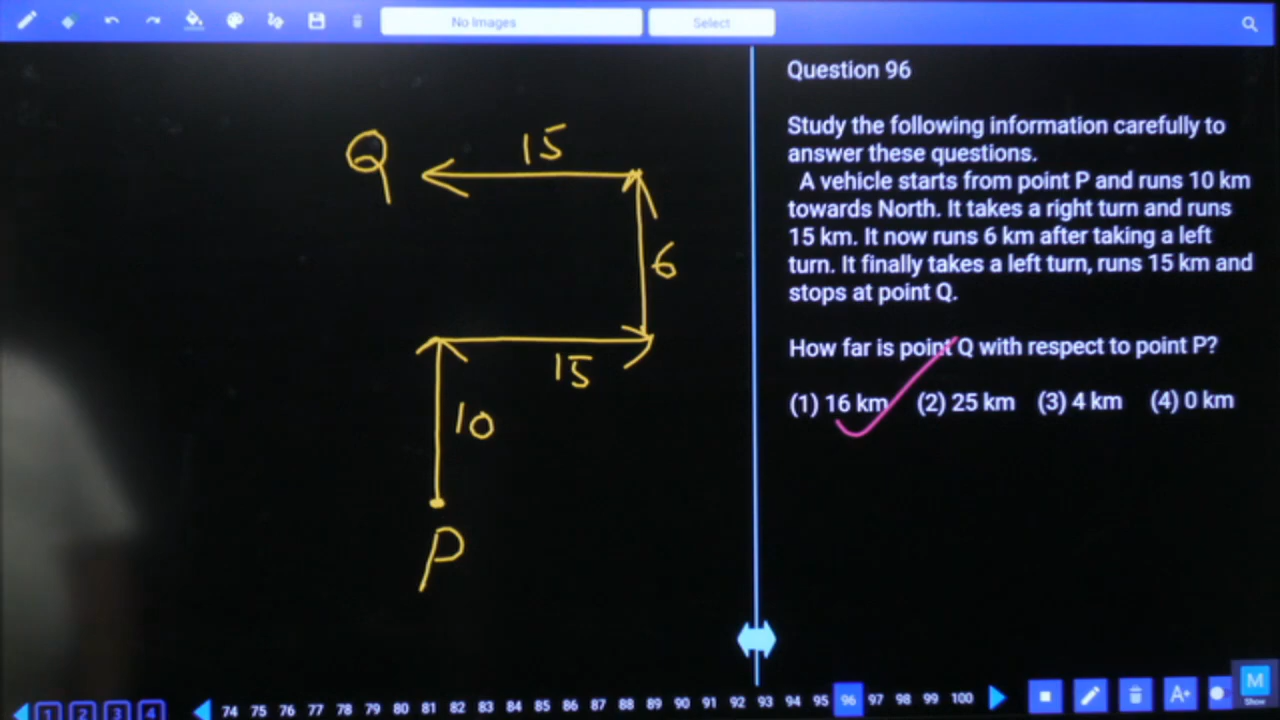 No Images
Select
Question 96
Study the following information carefully to
answer these questions.
A vehicle starts from point P and runs 10 km
towards North. It takes a right turn and runs
15 km. It now runs 6 km after taking a left
turn. It finally takes a left turn, runs 15 km and
stops at point Q.
How far is point Q with respect to point P?
(1) 16 km (2) 25 km (3) 4 km (4) 0 km
Q
15
6
15
10
P
1 2 3 4 74 75 76 77 78 79 80 81 82 83 84 85 86 87 88 89 90 91 92 93 94 95 96 97 98 99 100
A+
M
Show